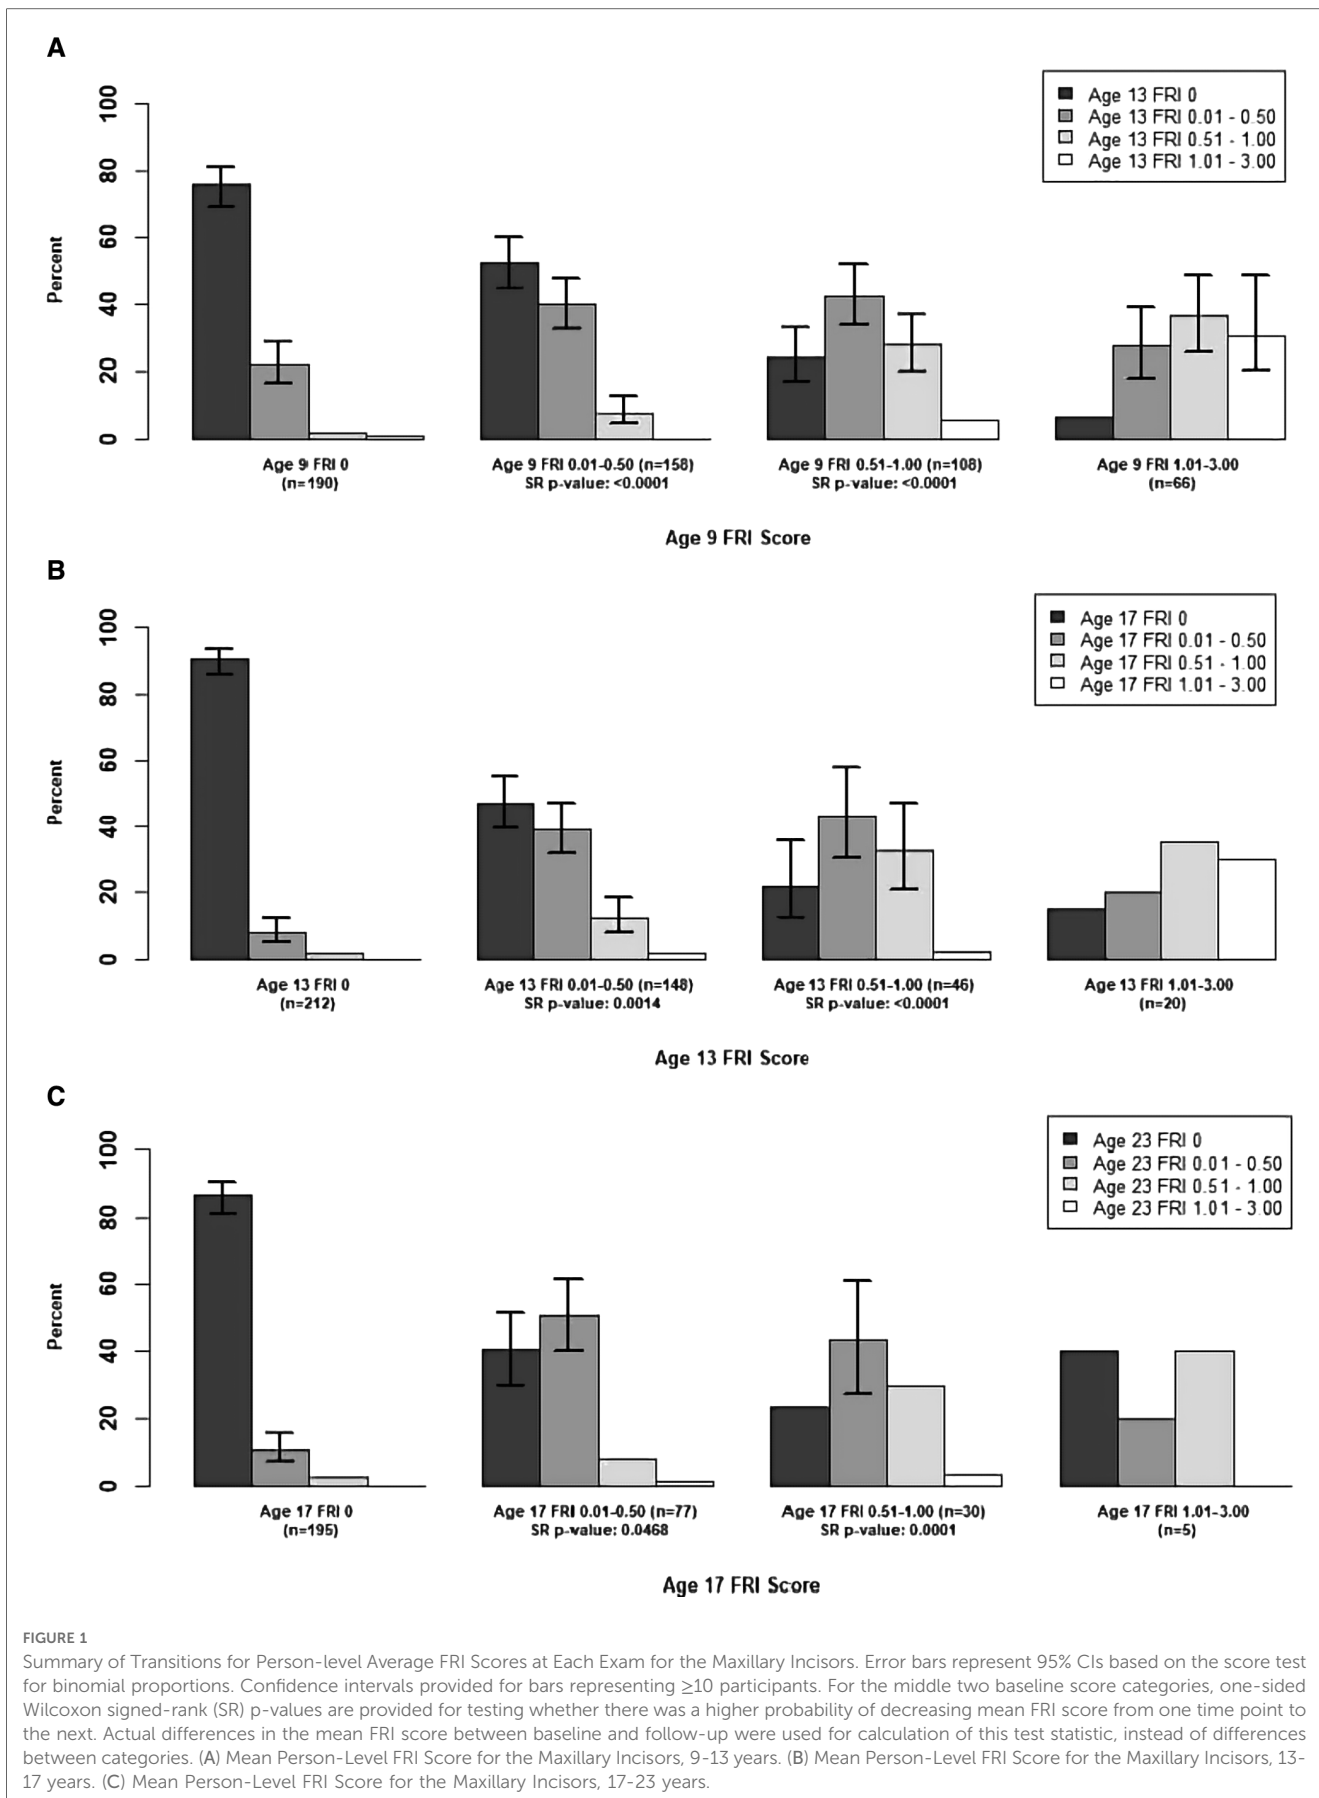 A
100
80
60
40
20
0
Percent
Age 13 FRI 0
Age 13 FRI 0.01 - 0.50
Age 13 FRI 0.51 - 1.00
Age 13 FRI 1.01 - 3.00
Age 9 FRI 0
(n=190)
Age 9 FRI 0.01-0.50 (n=158)
SR p-value: <0.0001
Age 9 FRI 0.51-1.00 (n=108)
SR p-value: <0.0001
Age 9 FRI 1.01-3.00
(n=66)
Age 9 FRI Score
B
100
80
60
40
20
0
Percent
Age 17 FRI 0
Age 17 FRI 0.01 - 0.50
Age 17 FRI 0.51 - 1.00
Age 17 FRI 1.01 - 3.00
Age 13 FRI 0
(n=212)
Age 13 FRI 0.01-0.50 (n=148)
SR p-value: 0.0014
Age 13 FRI 0.51-1.00 (n=46)
SR p-value: <0.0001
Age 13 FRI 1.01-3.00
(n=20)
Age 13 FRI Score
C
100
80
60
40
20
0
Percent
Age 23 FRI 0
Age 23 FRI 0.01 - 0.50
Age 23 FRI 0.51 - 1.00
Age 23 FRI 1.01 - 3.00
Age 17 FRI 0
(n=195)
Age 17 FRI 0.01-0.50 (n=77)
SR p-value: 0.0468
Age 17 FRI 0.51-1.00 (n=30)
SR p-value: 0.0001
Age 17 FRI 1.01-3.00
(n=5)
Age 17 FRI Score
FIGURE 1
Summary of Transitions for Person-level Average FRI Scores at Each Exam for the Maxillary Incisors. Error bars represent 95% CIs based on the score test
for binomial proportions. Confidence intervals provided for bars representing ≥10 participants. For the middle two baseline score categories, one-sided
Wilcoxon signed-rank (SR) p-values are provided for testing whether there was a higher probability of decreasing mean FRI score from one time point to
the next. Actual differences in the mean FRI score between baseline and follow-up were used for calculation of this test statistic, instead of differences
between categories. (A) Mean Person-Level FRI Score for the Maxillary Incisors, 9-13 years. (B) Mean Person-Level FRI Score for the Maxillary Incisors, 13-
17 years. (C) Mean Person-Level FRI Score for the Maxillary Incisors, 17-23 years.